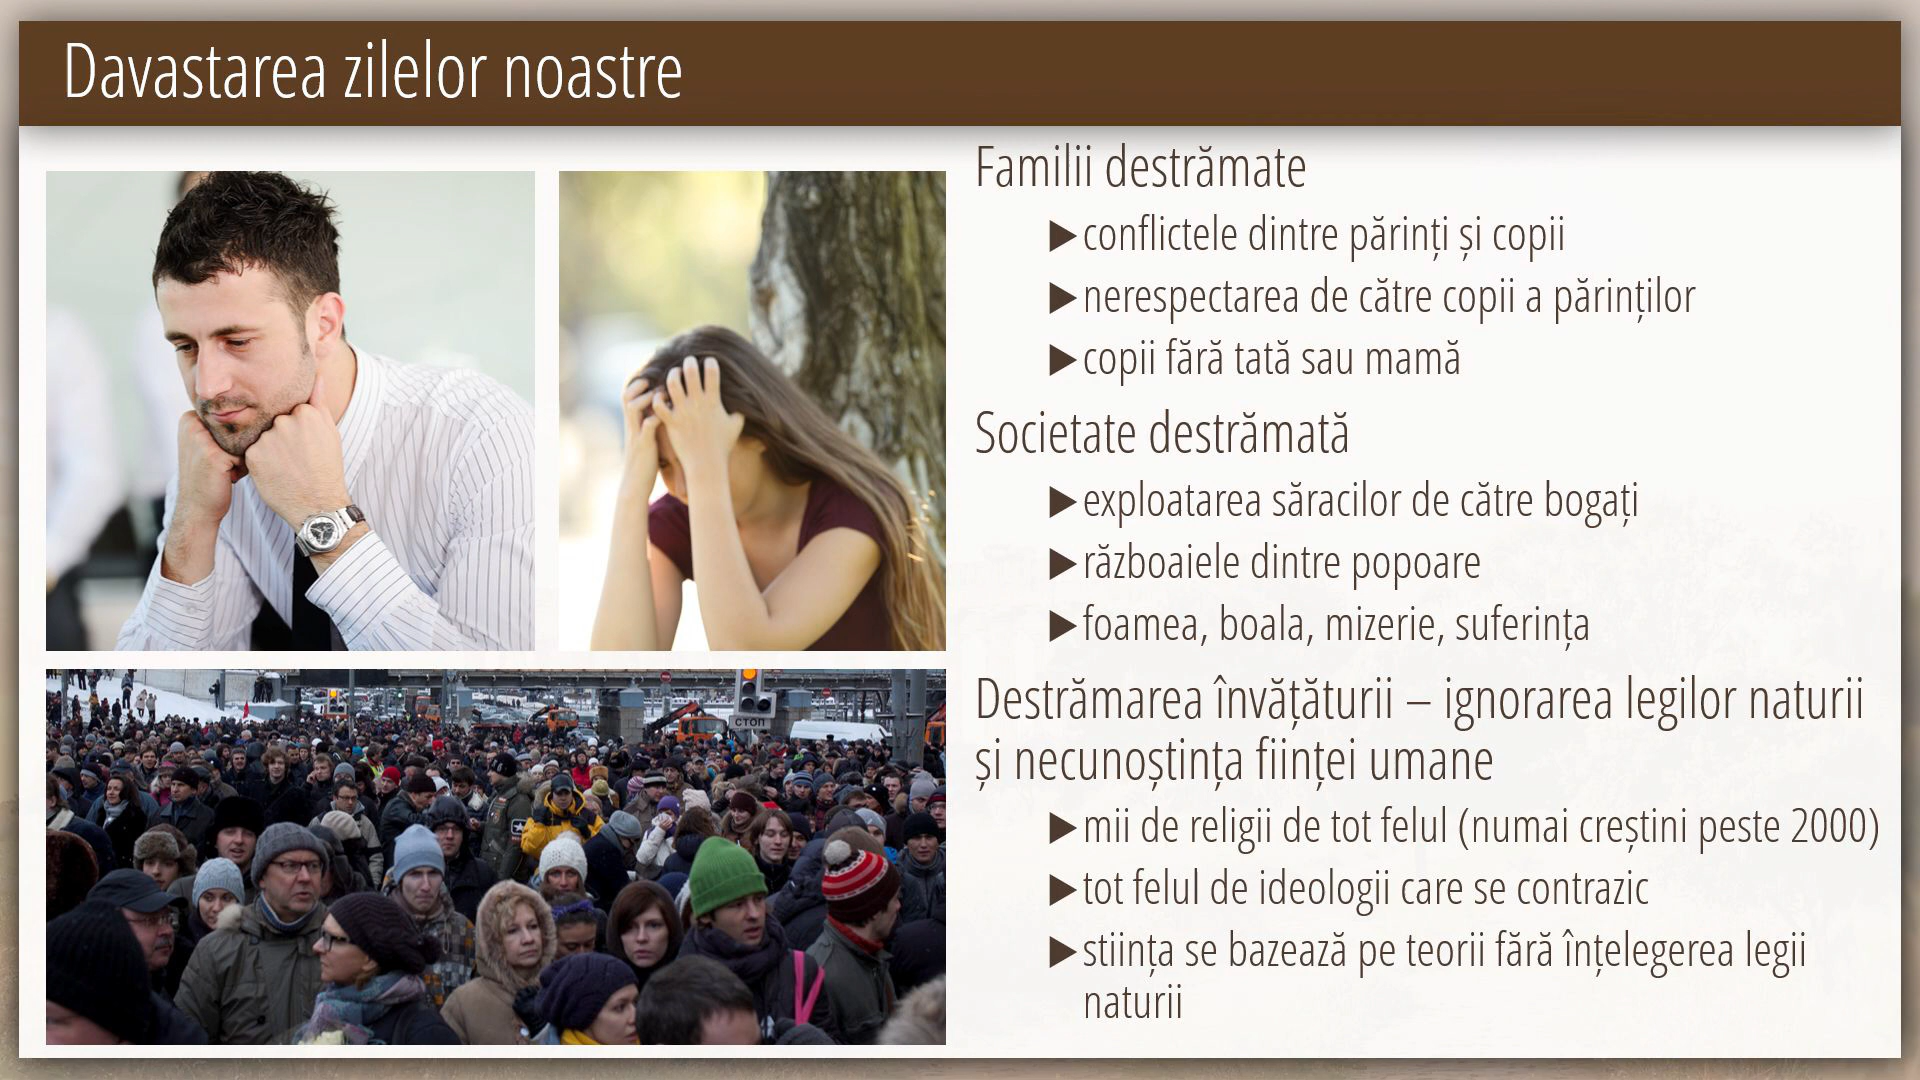 Davastarea zilelor noastre
Familii destrămate
▶conflictele dintre părinți și copii
▶nerespectarea de către copii a părinților
▶copii fără tată sau mamă
Societate destrămată
▶exploatarea săracilor de către bogați
▶războaiele dintre popoare
▶foamea, boala, mizerie, suferința
Destrămarea învățăturii – ignorarea legilor naturii
și necunoștința ființei umane
▶mii de religii de tot felul (numai creștini peste 2000)
▶tot felul de ideologii care se contrazic
▶stiința se bazează pe teorii fără înțelegerea legii
naturii
СТОП